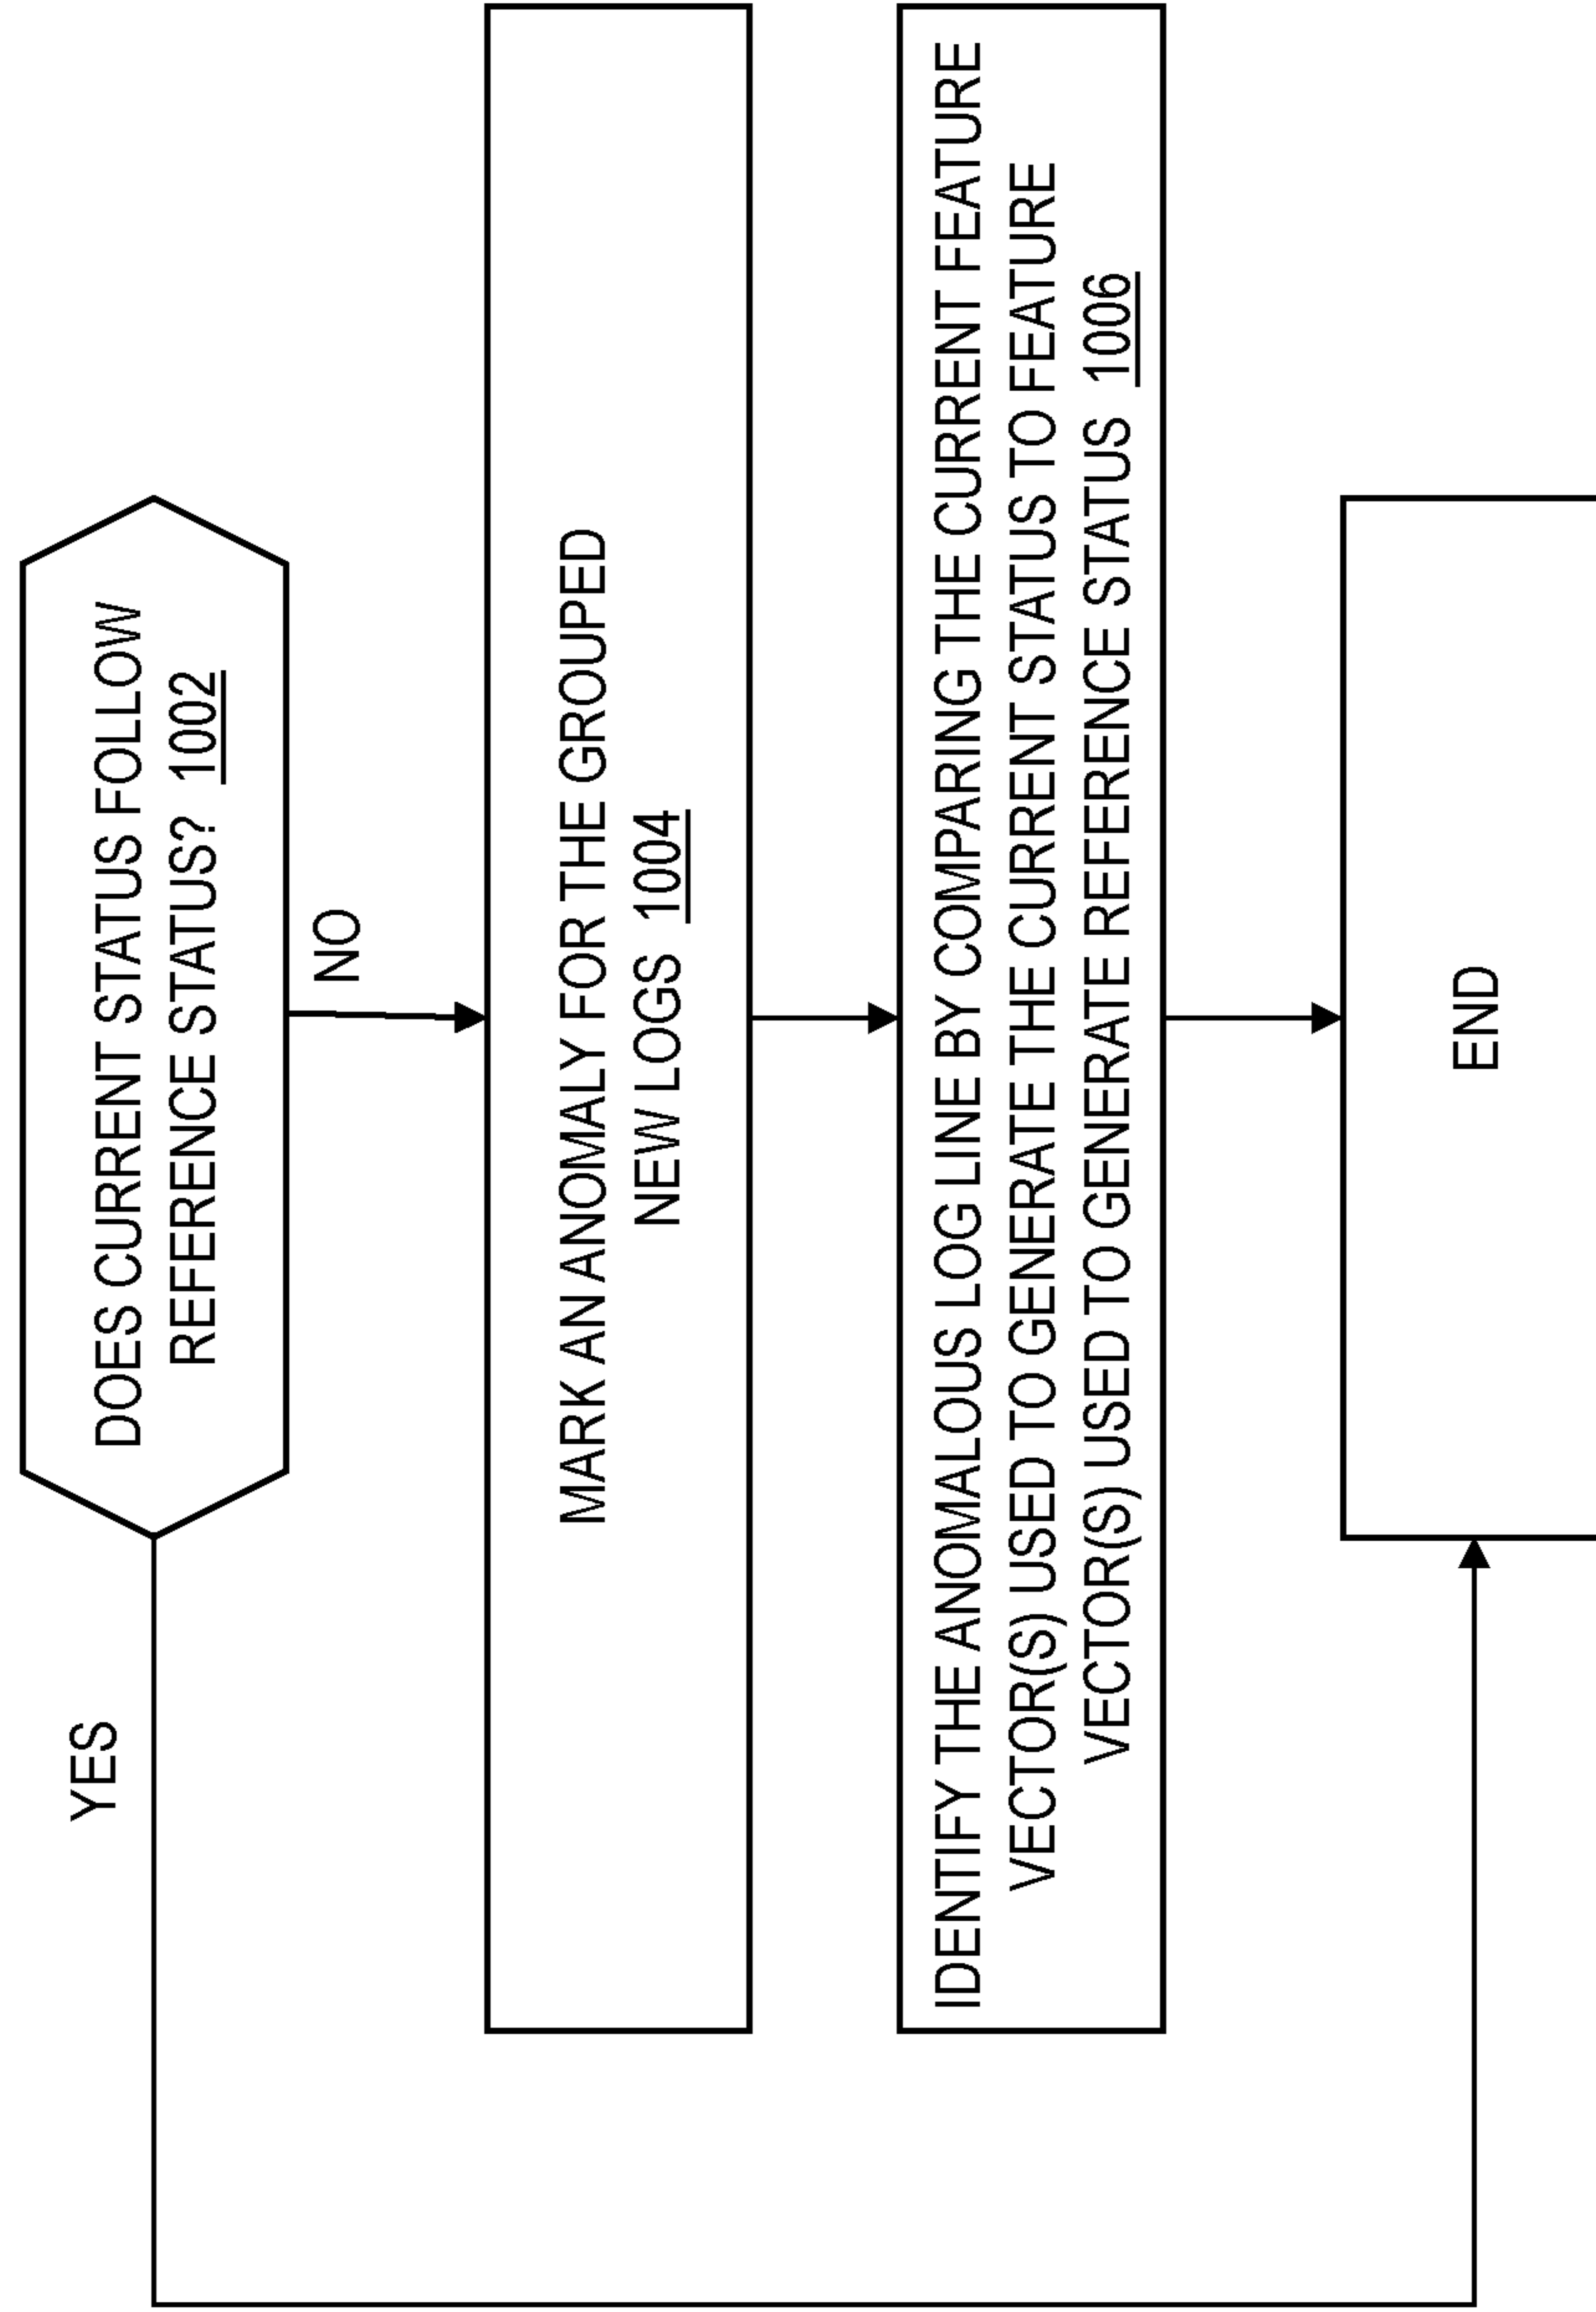 DOES CURRENT STATUS FOLLOW
REFERENCE STATUS? 1002
YES
NO
MARK AN ANOMALY FOR THE GROUPED
NEW LOGS 1004
IDENTIFY THE ANOMALOUS LOG LINE BY COMPARING THE CURRENT FEATURE
VECTOR(S) USED TO GENERATE THE CURRENT STATUS TO FEATURE
VECTOR(S) USED TO GENERATE REFERENCE STATUS 1006
END